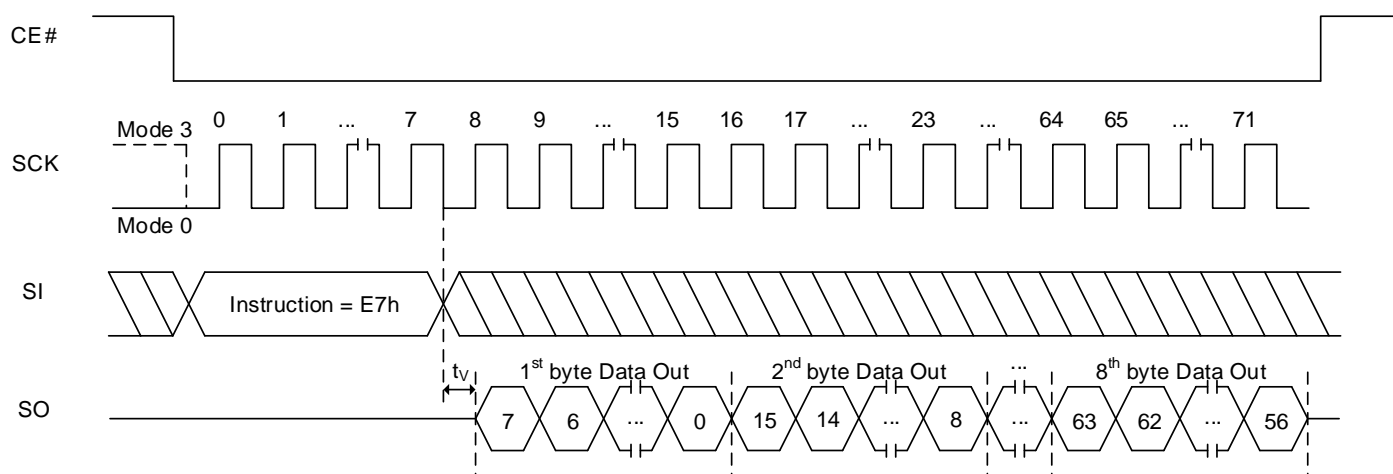 CE#
0 1 ... 7 8 9 ... 15 16 17 ... 23 ... 64 65 ... 71
Mode 3
SCK
Mode 0
SI
Instruction = E7h
tV 1st byte Data Out 2nd byte Data Out ... 8th byte Data Out
SO
7 6 ... 0 15 14 ... 8 ... 63 62 ... 56